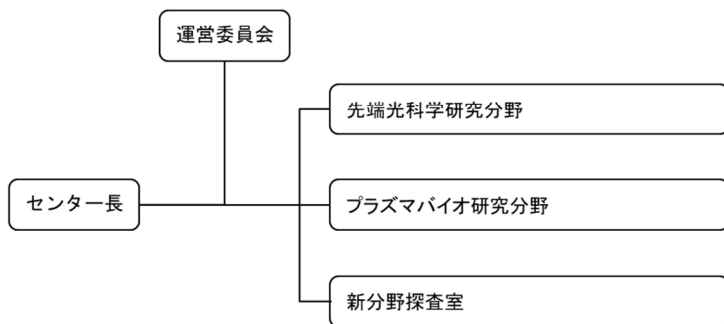 運営委員会
先端光科学研究分野
センター長
プラズマバイオ研究分野
新分野探査室